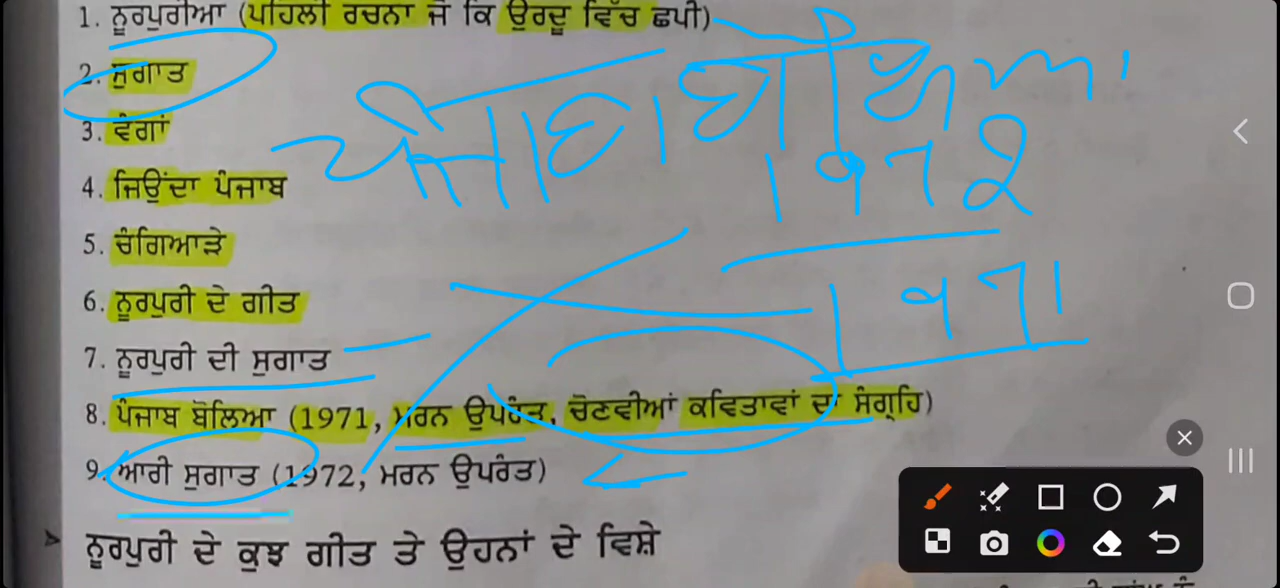 1. ਨੂਰਪੁਰੀਆ (ਪਹਿਲੀ ਰਚਨਾ ਜੋ ਕਿ ਉਰਦੂ ਵਿੱਚ ਛਪੀ)
2. ਸੁਗਾਤ
3. ਵੰਗਾਂ
4. ਜਿਉਂਦਾ ਪੰਜਾਬ
5. ਚੰਗਿਆੜੇ
6. ਨੂਰਪੁਰੀ ਦੇ ਗੀਤ
7. ਨੂਰਪੁਰੀ ਦੀ ਸੁਗਾਤ
8. ਪੰਜਾਬ ਬੋਲਿਆ (1971, ਮਰਨ ਉਪਰੰਤ, ਚੋਣਵੀਆਂ ਕਵਿਤਾਵਾਂ ਦਾ ਸੰਗ੍ਰਹਿ)
9. ਆਰੀ ਸੁਗਾਤ (1972, ਮਰਨ ਉਪਰੰਤ)
1972
1971
ਨੂਰਪੁਰੀ ਦੇ ਕੁਝ ਗੀਤ ਤੇ ਉਹਨਾਂ ਦੇ ਵਿਸ਼ੇ